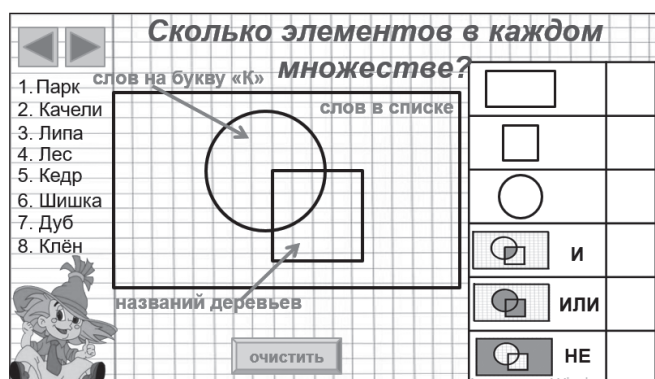 Сколько элементов в каждом
множестве?
1. Парк
2. Качели
3. Липа
4. Лес
5. Кедр
6. Шишка
7. Дуб
8. Клён
слов на букву «К»
слов в списке
названий деревьев
очистить
И
ИЛИ
НЕ